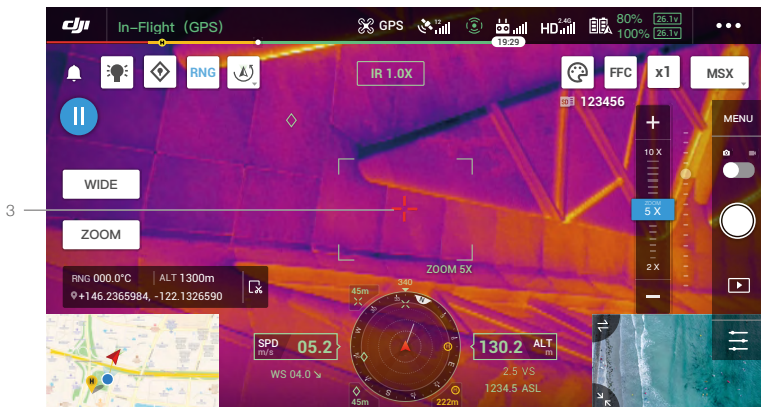 dji In-Flight (GPS) GPS 12 HD 2.4G 80% 26.1v
100% 26.1v
19:29
H
RNG IR 1.0X FFC x1 MSX
SD 123456
MENU
10 X
WIDE
ZOOM
5 X
3
ZOOM
2 X
ZOOM 5X
RNG 000.0°C ALT 1300m
+146.2365984, -122.1326590
45m 340
N
W
E
S
SPD 05.2
m/s
130.2 ALT
m
WS 04.0 ↘
2.5 VS
1234.5 ASL
H
45m 222m